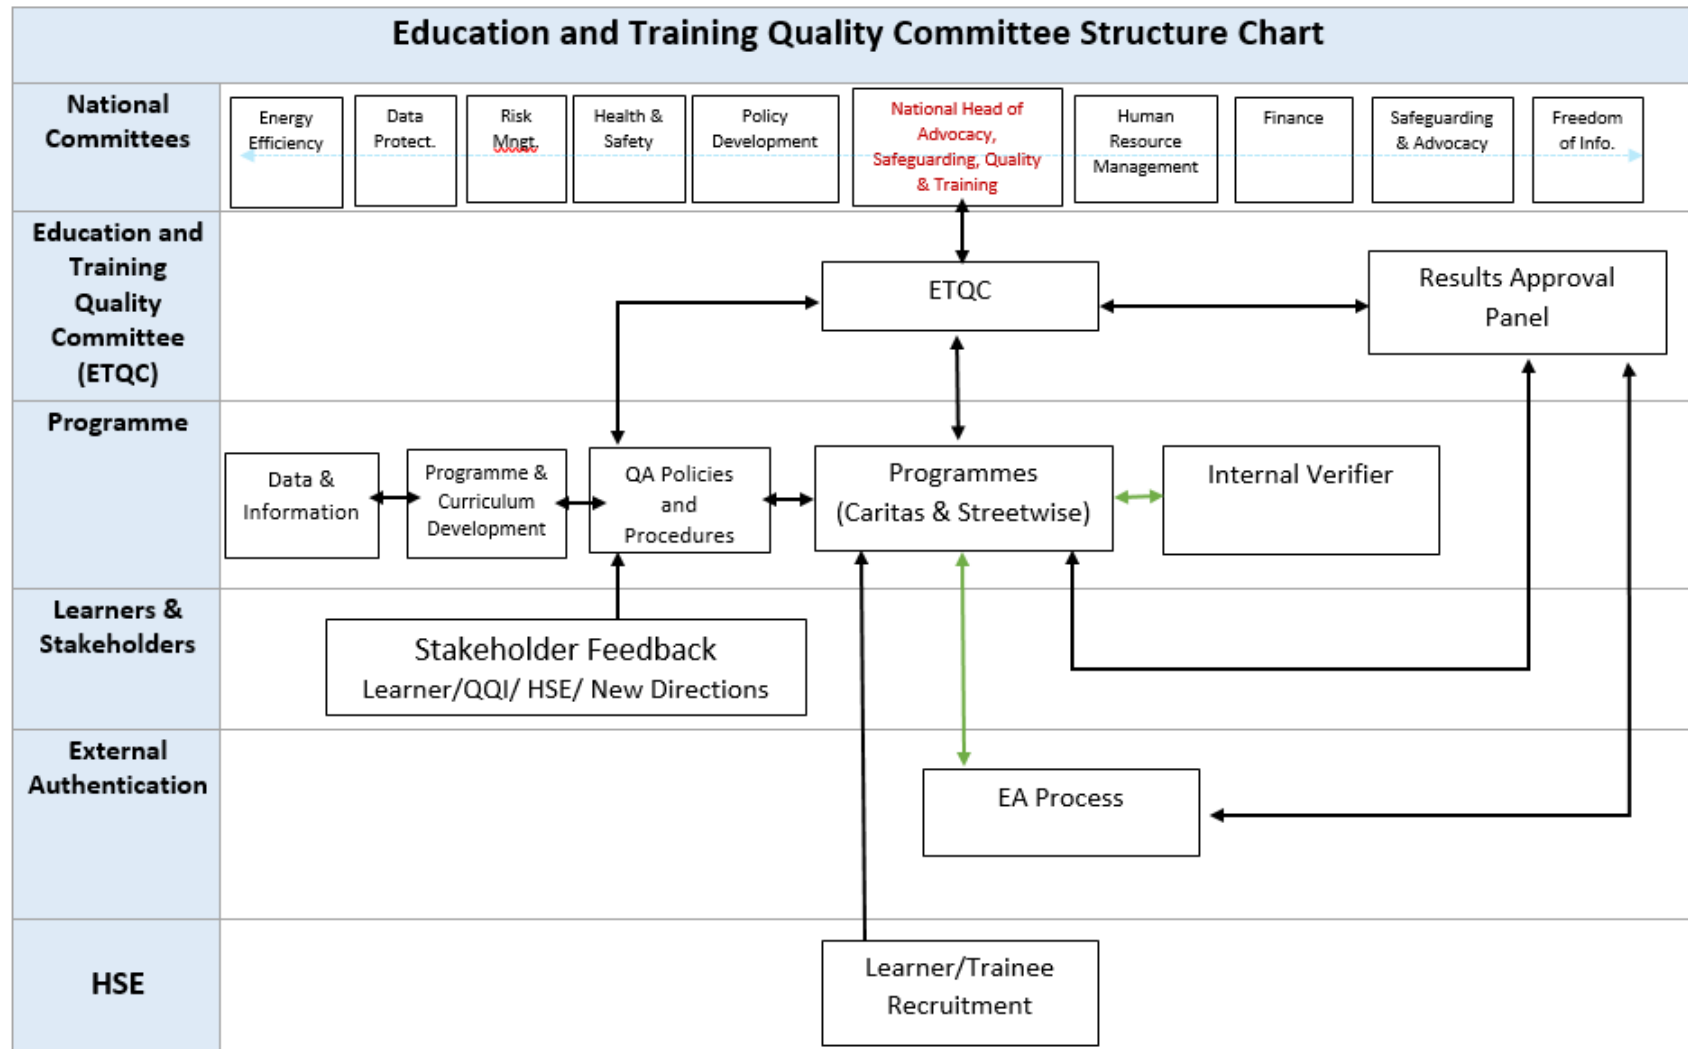 Education and Training Quality Committee Structure Chart
National
Committees
Energy
Efficiency
Data
Protect.
Risk
Mngt.
Health &
Safety
Policy
Development
National Head of
Advocacy,
Safeguarding, Quality
& Training
Human
Resource
Management
Finance
Safeguarding
& Advocacy
Freedom
of Info.
Education and
Training
Quality
Committee
(ETQC)
ETQC
Results Approval
Panel
Programme
Data &
Information
Programme &
Curriculum
Development
QA Policies
and
Procedures
Programmes
(Caritas & Streetwise)
Internal Verifier
Learners &
Stakeholders
Stakeholder Feedback
Learner/QQI/ HSE/ New Directions
External
Authentication
EA Process
HSE
Learner/Trainee
Recruitment